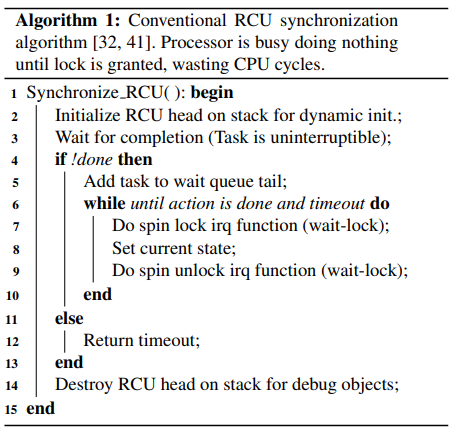 Algorithm 1: Conventional RCU synchronization
algorithm [32, 41]. Processor is busy doing nothing
until lock is granted, wasting CPU cycles.
1 Synchronize_RCU( ): begin
2 Initialize RCU head on stack for dynamic init.;
3 Wait for completion (Task is uninterruptible);
4 if !done then
5 Add task to wait queue tail;
6 while until action is done and timeout do
7 Do spin lock irq function (wait-lock);
8 Set current state;
9 Do spin unlock irq function (wait-lock);
10 end
11 else
12 Return timeout;
13 end
14 Destroy RCU head on stack for debug objects;
15 end